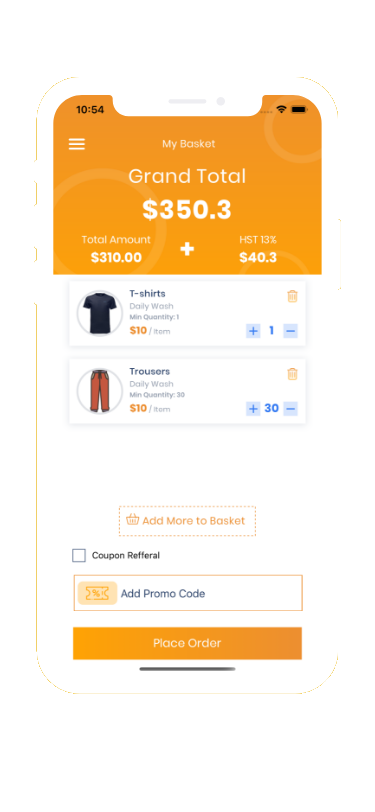 10:54
My Basket
Grand Total
$350.3
Total Amount
HST 13%
$310.00
+
$40.3
T-shirts
Daily Wash
Min Quantity: 1
$10 / Item
+ 1 −
Trousers
Daily Wash
Min Quantity: 30
$10 / Item
+ 30 −
Add More to Basket
Coupon Refferal
% Add Promo Code
Place Order